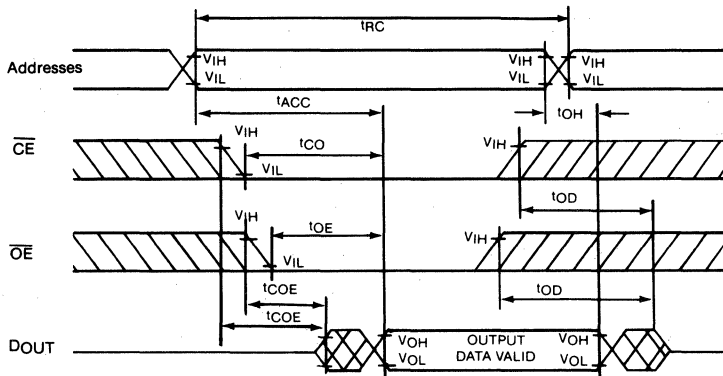 tRC
Addresses
VIH
VIL
VIH
VIL
VIH
VIL
tACC
tOH
CE
VIH
tCO
VIL
VIH
tOD
OE
VIH
tOE
VIL
VIH
tCOE
tOD
tCOE
DOUT
VOH
VOL
OUTPUT
DATA VALID
VOH
VOL